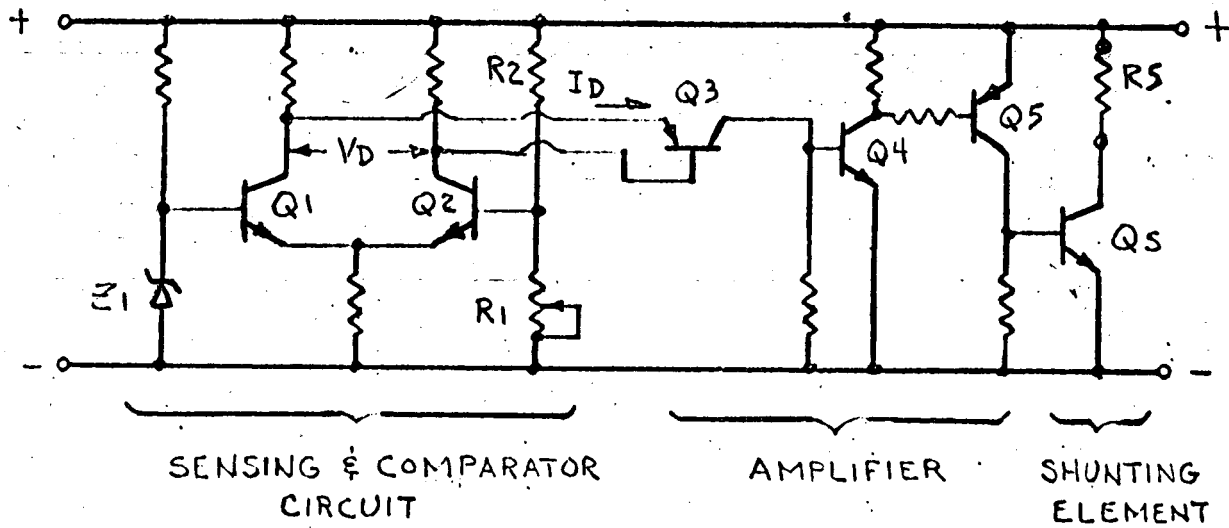 +
+
R2
ID
Q3
R5
Q5
VD
Q4
Q1
Q2
QS
Z1
R1
-
-
SENSING & COMPARATOR
CIRCUIT
AMPLIFIER
SHUNTING
ELEMENT